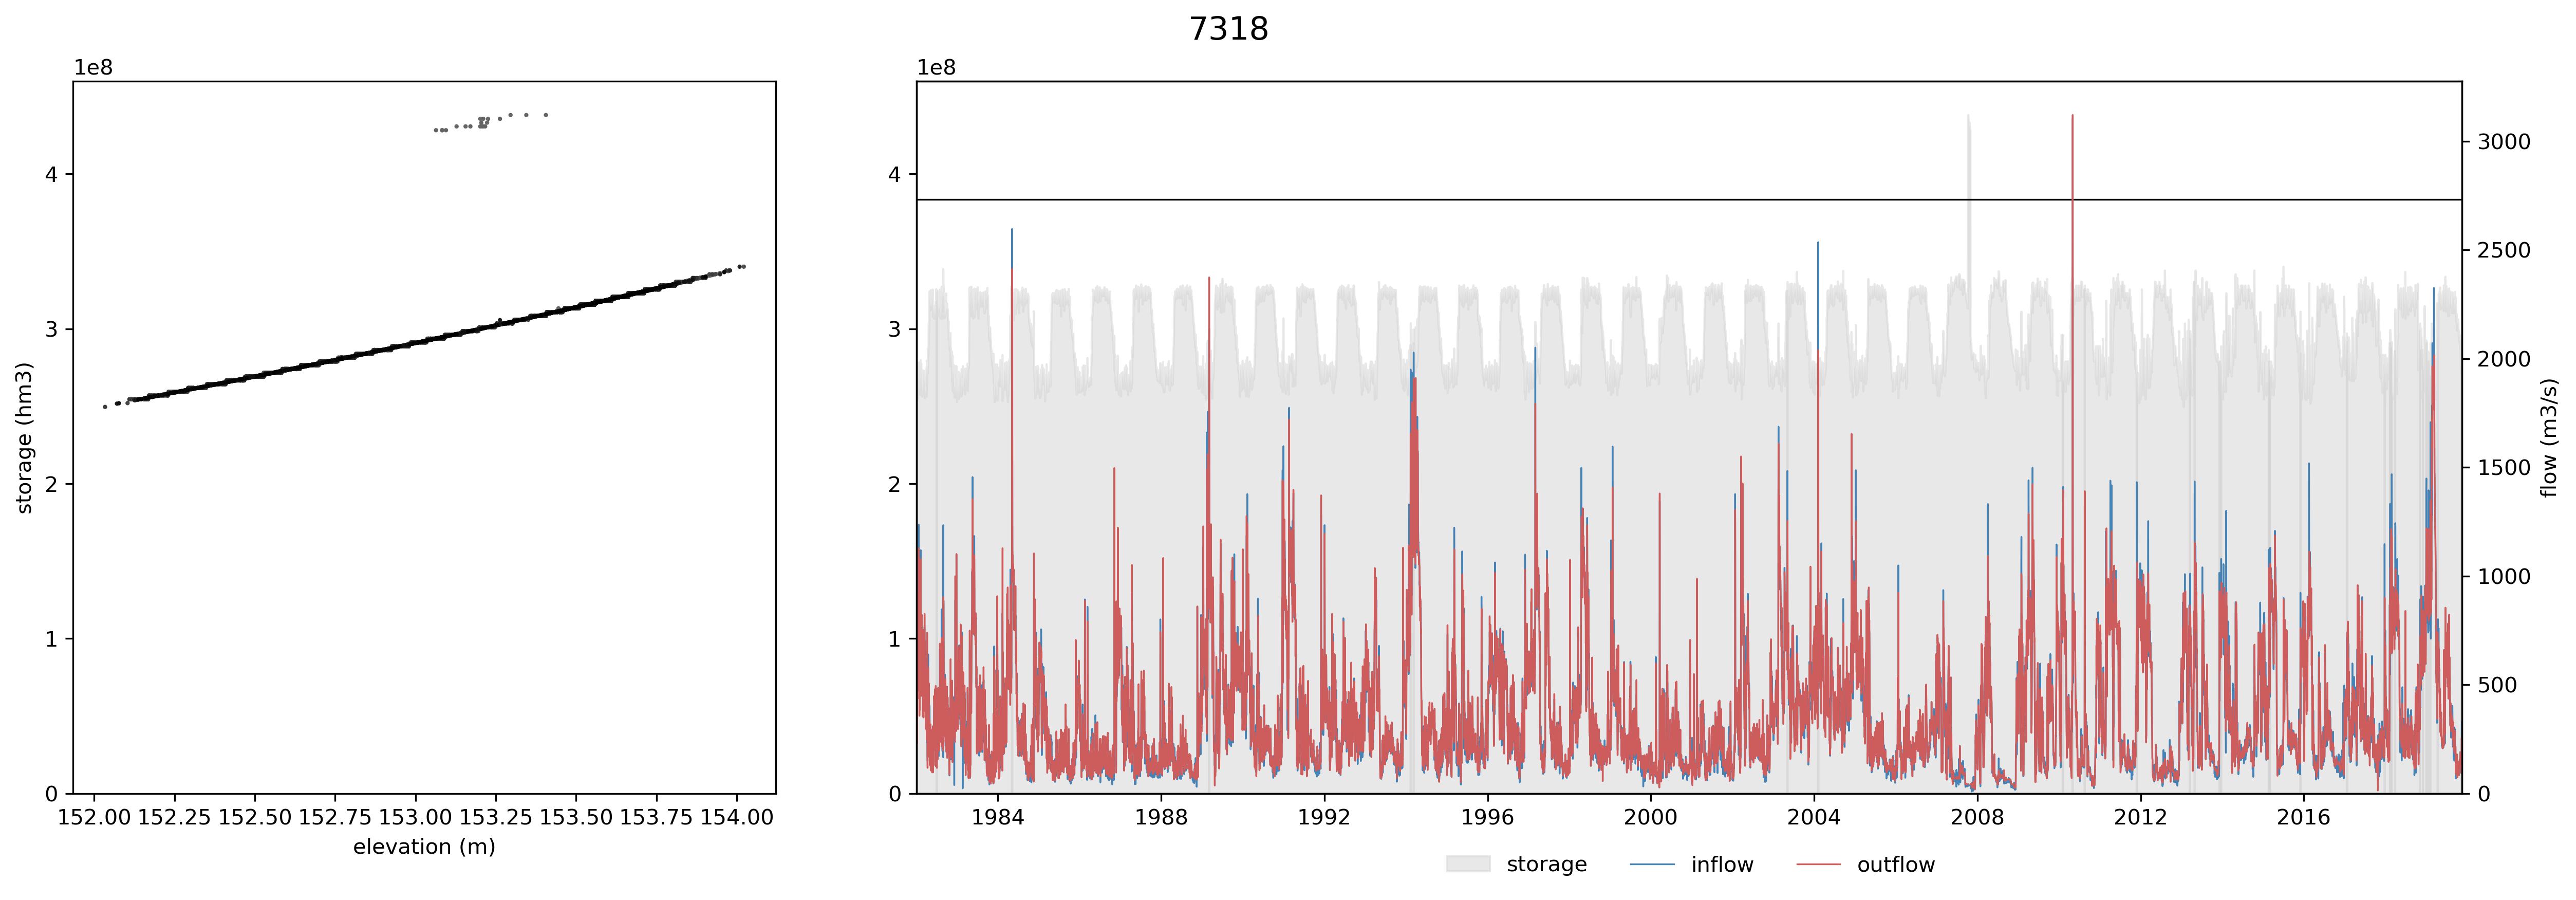 7318
1e8
4
3
2
1
0
storage (hm3)
152.00 152.25 152.50 152.75 153.00 153.25 153.50 153.75 154.00
elevation (m)
1e8
4
3
2
1
0
1984 1988 1992 1996 2000 2004 2008 2012 2016
3000
2500
2000
1500
1000
500
0
flow (m3/s)
storage inflow outflow